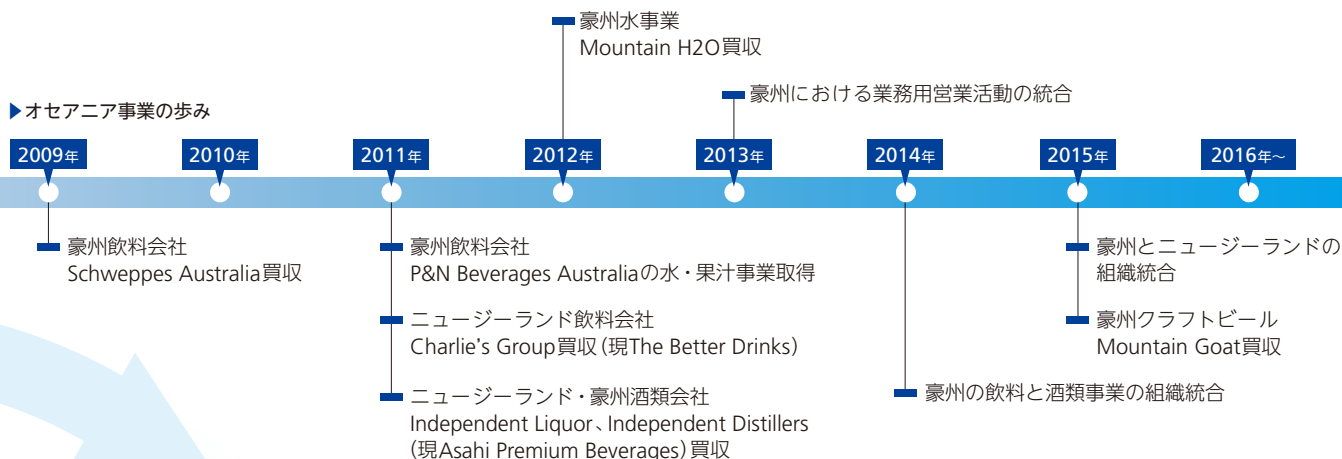 豪州水事業
Mountain H2O買収
▶オセアニア事業の歩み
豪州における業務用営業活動の統合
2009年
2010年
2011年
2012年
2013年
2014年
2015年
2016年～
豪州飲料会社
Schweppes Australia買収
豪州飲料会社
P&N Beverages Australiaの水・果汁事業取得
ニュージーランド飲料会社
Charlie's Group買収（現The Better Drinks）
ニュージーランド・豪州酒類会社
Independent Liquor、Independent Distillers
（現Asahi Premium Beverages）買収
豪州の飲料と酒類事業の組織統合
豪州とニュージーランドの
組織統合
豪州クラフトビール
Mountain Goat買収